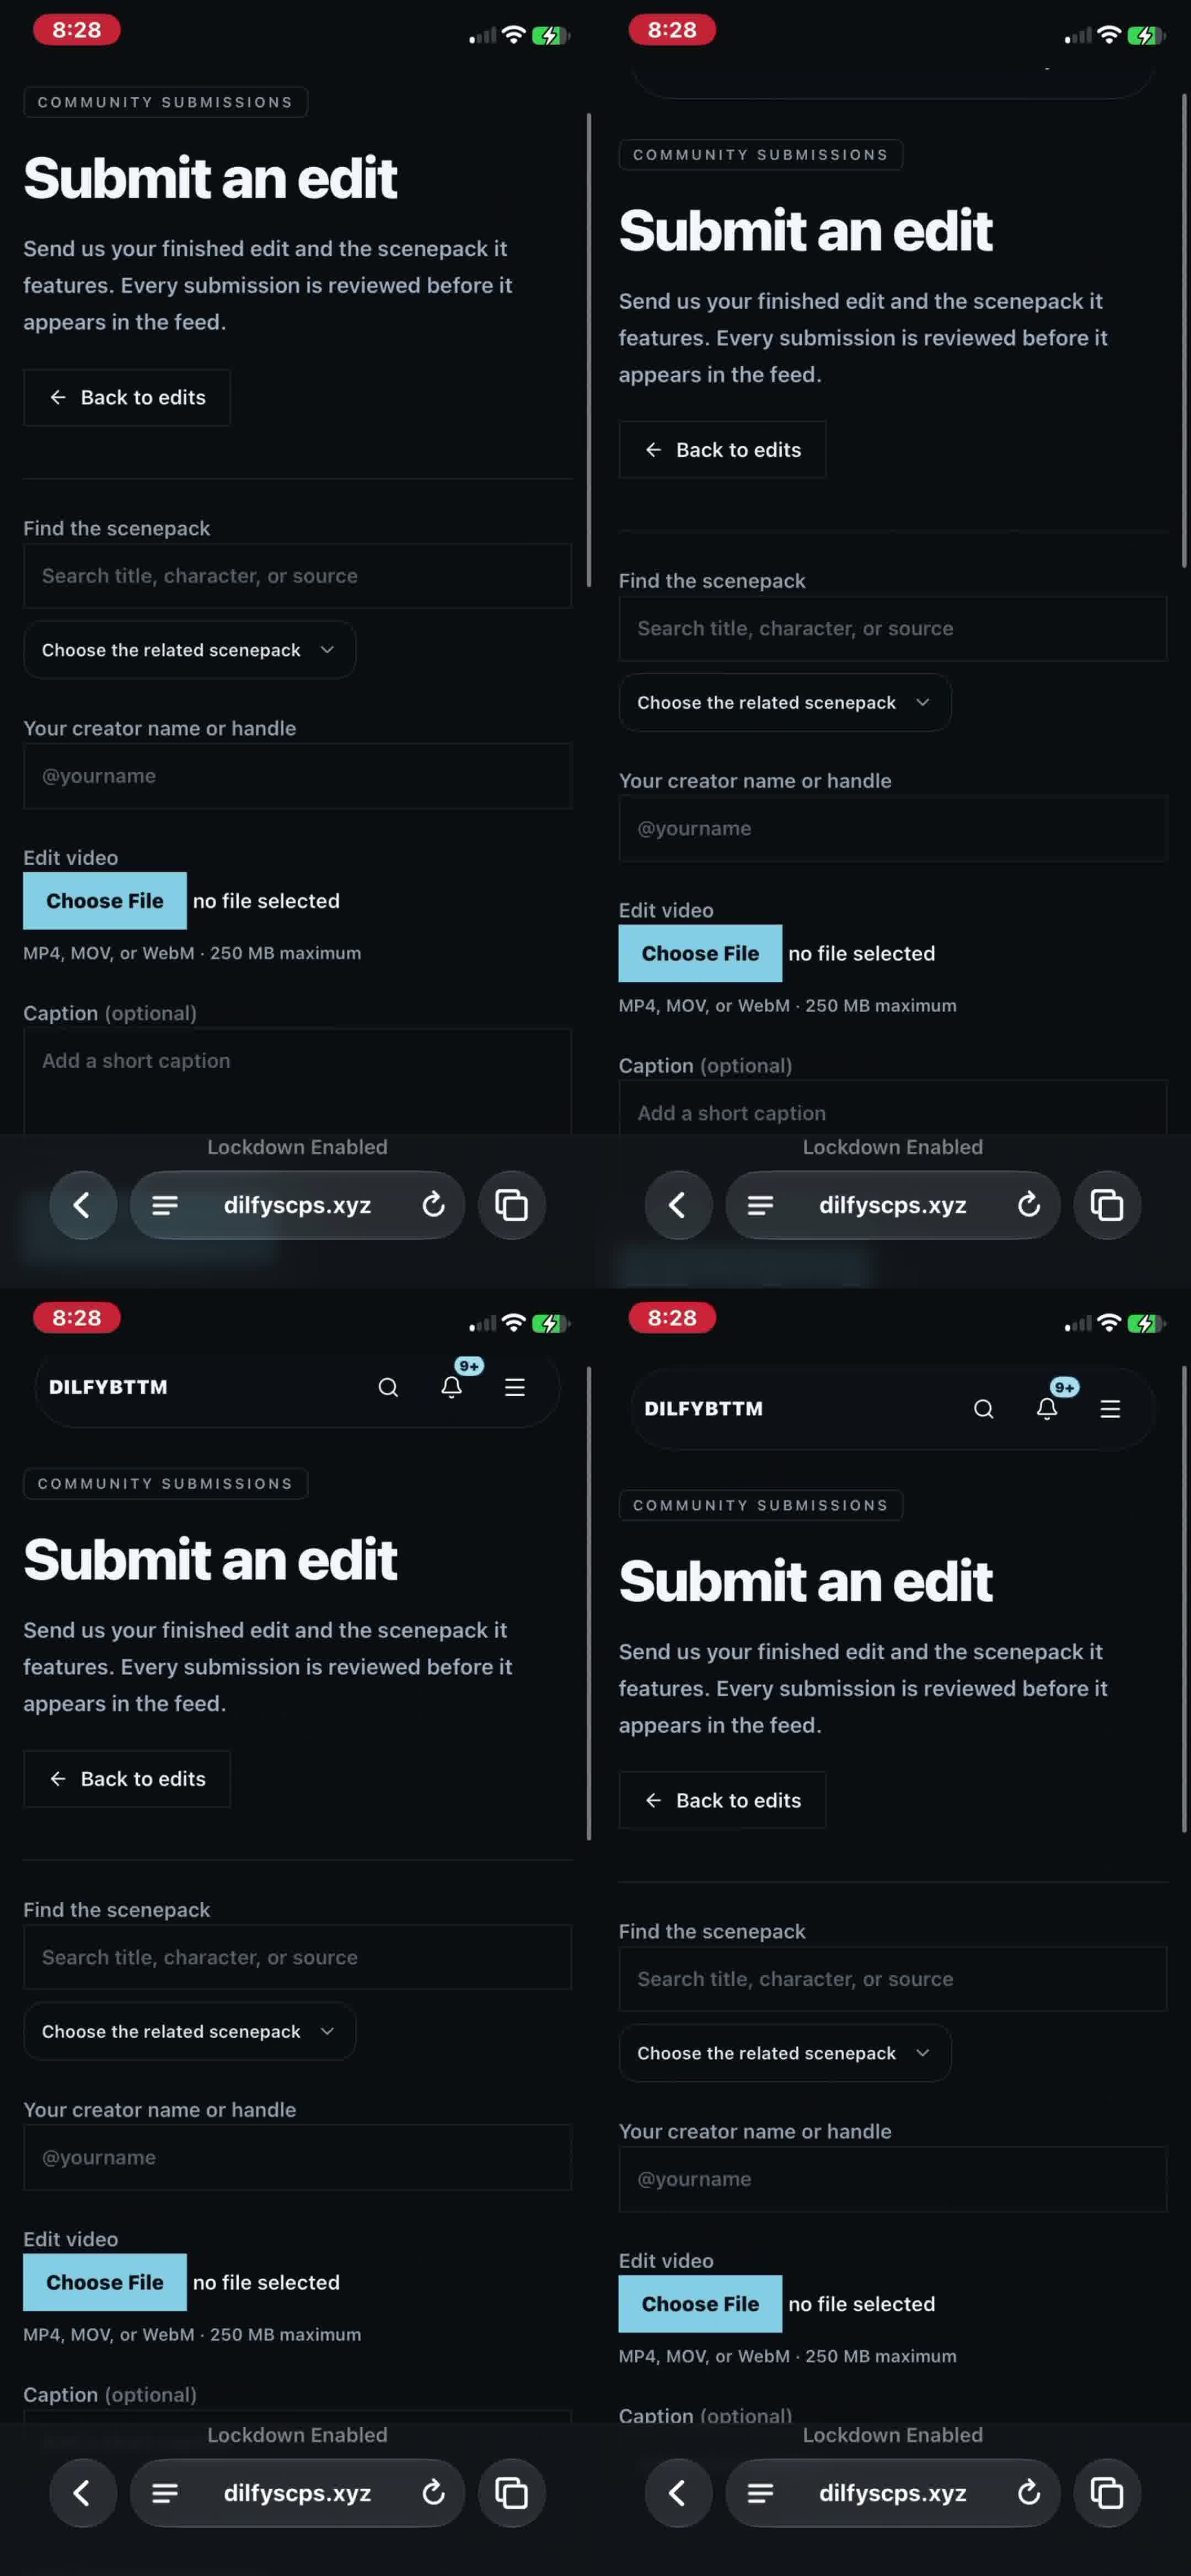 8:28
COMMUNITY SUBMISSIONS
Submit an edit
Send us your finished edit and the scenepack it
features. Every submission is reviewed before it
appears in the feed.
← Back to edits
Find the scenepack
Search title, character, or source
Choose the related scenepack
Your creator name or handle
@yourname
Edit video
Choose File no file selected
MP4, MOV, or WebM · 250 MB maximum
Caption (optional)
Add a short caption
Lockdown Enabled
dilfyscps.xyz
8:28
COMMUNITY SUBMISSIONS
Submit an edit
Send us your finished edit and the scenepack it
features. Every submission is reviewed before it
appears in the feed.
← Back to edits
Find the scenepack
Search title, character, or source
Choose the related scenepack
Your creator name or handle
@yourname
Edit video
Choose File no file selected
MP4, MOV, or WebM · 250 MB maximum
Caption (optional)
Add a short caption
Lockdown Enabled
dilfyscps.xyz
8:28
DILFYBTTM 9+
COMMUNITY SUBMISSIONS
Submit an edit
Send us your finished edit and the scenepack it
features. Every submission is reviewed before it
appears in the feed.
← Back to edits
Find the scenepack
Search title, character, or source
Choose the related scenepack
Your creator name or handle
@yourname
Edit video
Choose File no file selected
MP4, MOV, or WebM · 250 MB maximum
Caption (optional)
Lockdown Enabled
dilfyscps.xyz
8:28
DILFYBTTM 9+
COMMUNITY SUBMISSIONS
Submit an edit
Send us your finished edit and the scenepack it
features. Every submission is reviewed before it
appears in the feed.
← Back to edits
Find the scenepack
Search title, character, or source
Choose the related scenepack
Your creator name or handle
@yourname
Edit video
Choose File no file selected
MP4, MOV, or WebM · 250 MB maximum
Caption (optional)
Lockdown Enabled
dilfyscps.xyz